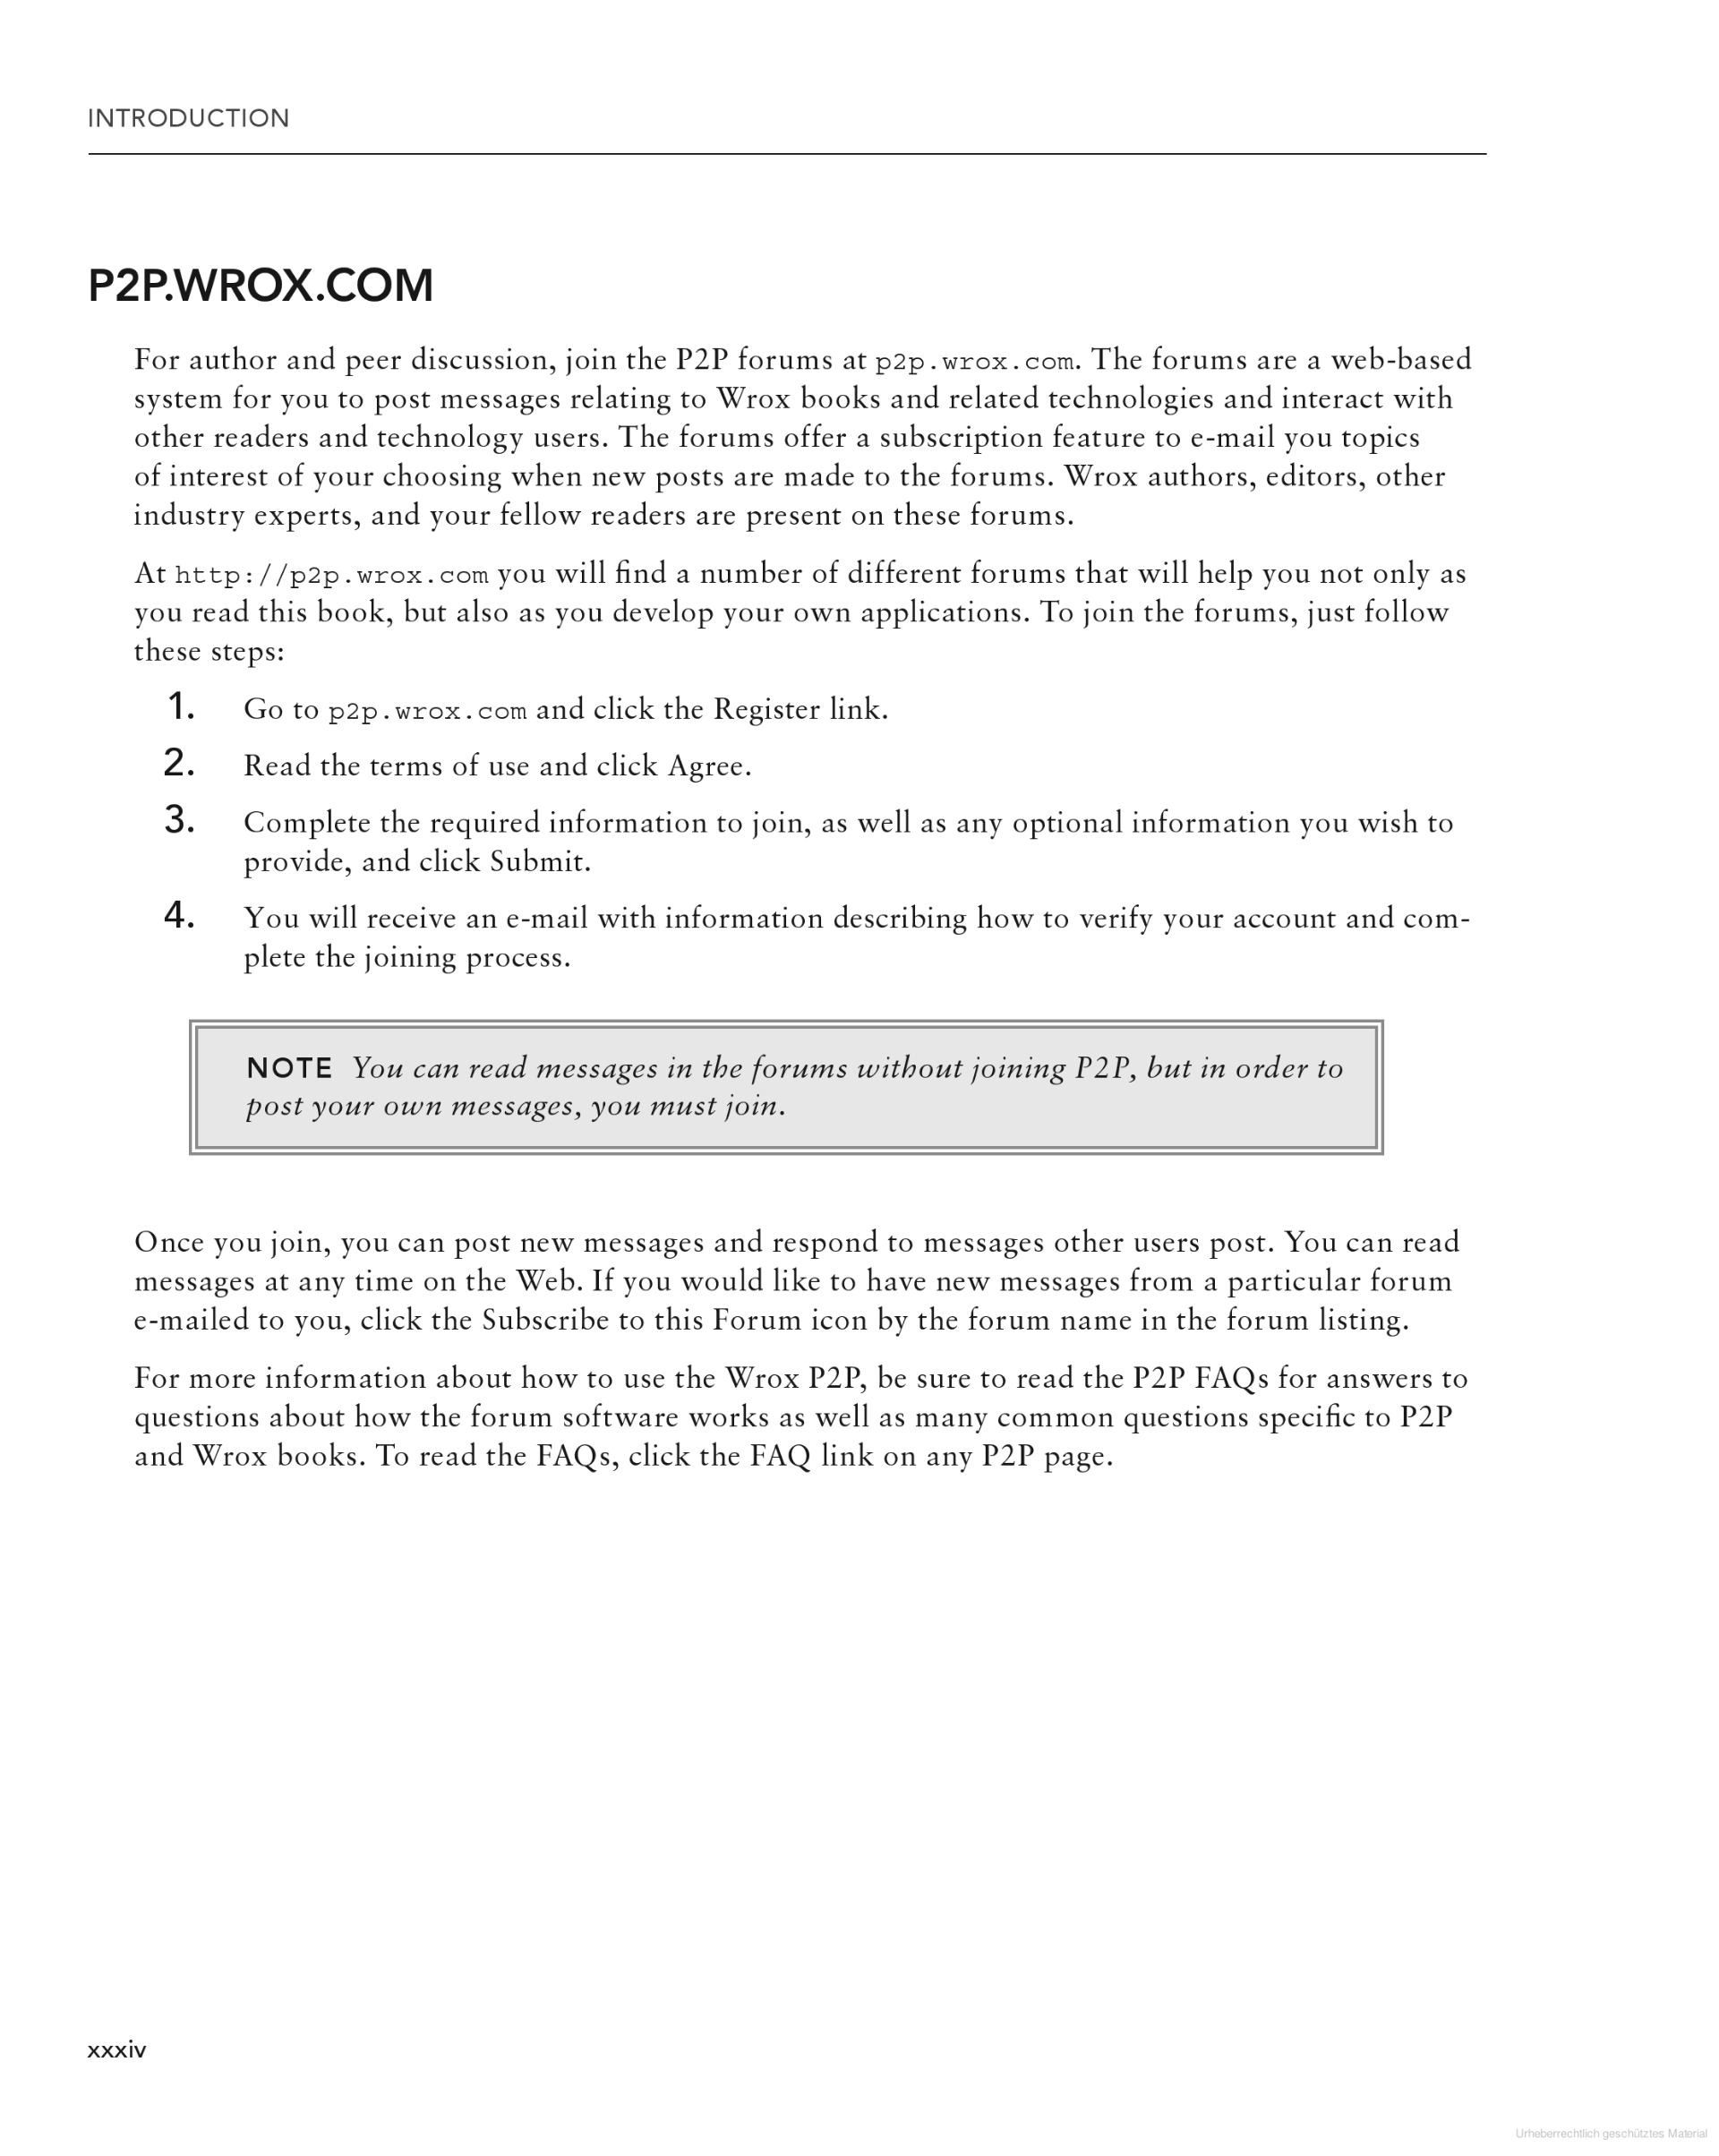 INTRODUCTION
P2P.WROX.COM
For author and peer discussion, join the P2P forums at p2p.wrox.com. The forums are a web-based
system for you to post messages relating to Wrox books and related technologies and interact with
other readers and technology users. The forums offer a subscription feature to e-mail you topics
of interest of your choosing when new posts are made to the forums. Wrox authors, editors, other
industry experts, and your fellow readers are present on these forums.
At http://p2p.wrox.com you will find a number of different forums that will help you not only as
you read this book, but also as you develop your own applications. To join the forums, just follow
these steps:
1. Go to p2p.wrox.com and click the Register link.
2. Read the terms of use and click Agree.
3. Complete the required information to join, as well as any optional information you wish to
provide, and click Submit.
4. You will receive an e-mail with information describing how to verify your account and com-
plete the joining process.
NOTE You can read messages in the forums without joining P2P, but in order to
post your own messages, you must join.
Once you join, you can post new messages and respond to messages other users post. You can read
messages at any time on the Web. If you would like to have new messages from a particular forum
e-mailed to you, click the Subscribe to this Forum icon by the forum name in the forum listing.
For more information about how to use the Wrox P2P, be sure to read the P2P FAQs for answers to
questions about how the forum software works as well as many common questions specific to P2P
and Wrox books. To read the FAQs, click the FAQ link on any P2P page.
xxxiv
Urheberrechtlich geschütztes Material